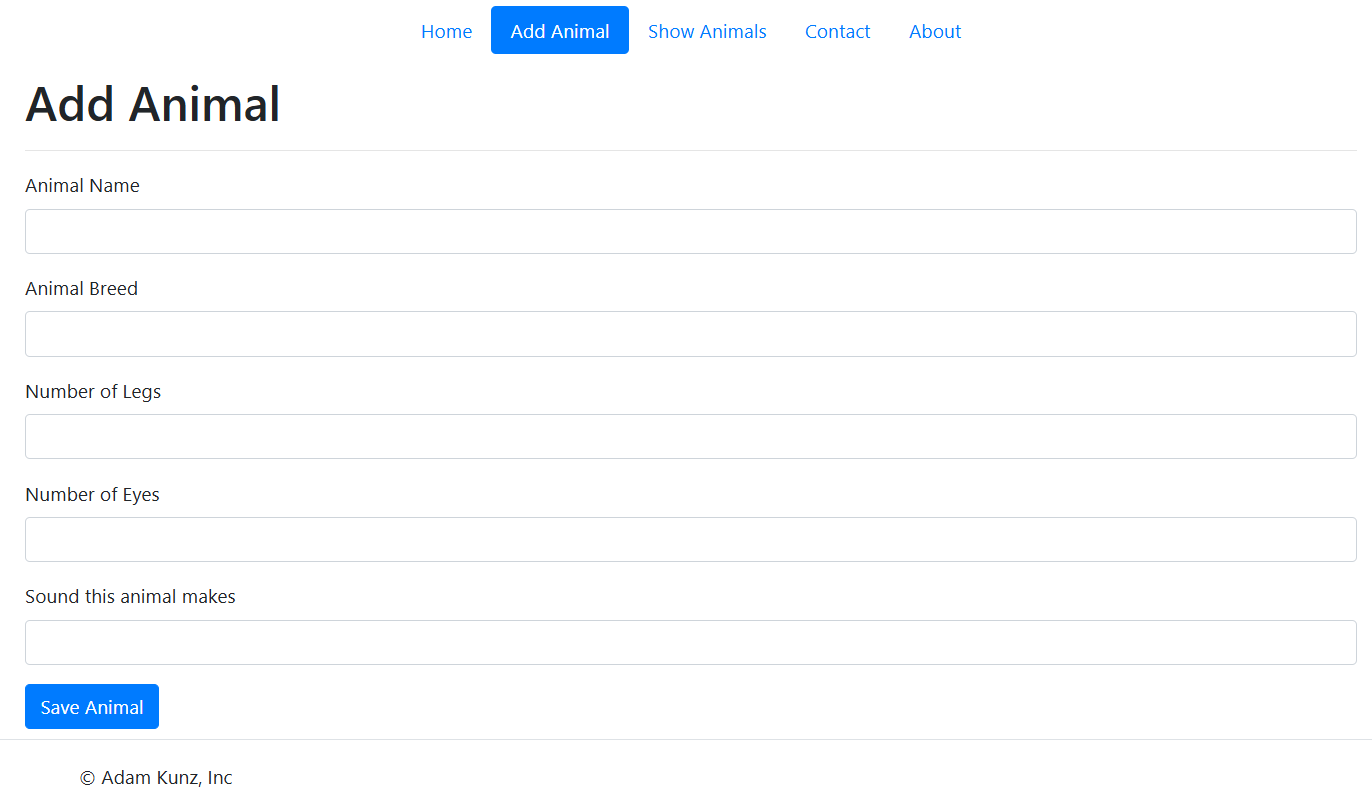 Home Add Animal Show Animals Contact About
Add Animal
Animal Name
Animal Breed
Number of Legs
Number of Eyes
Sound this animal makes
Save Animal
© Adam Kunz, Inc